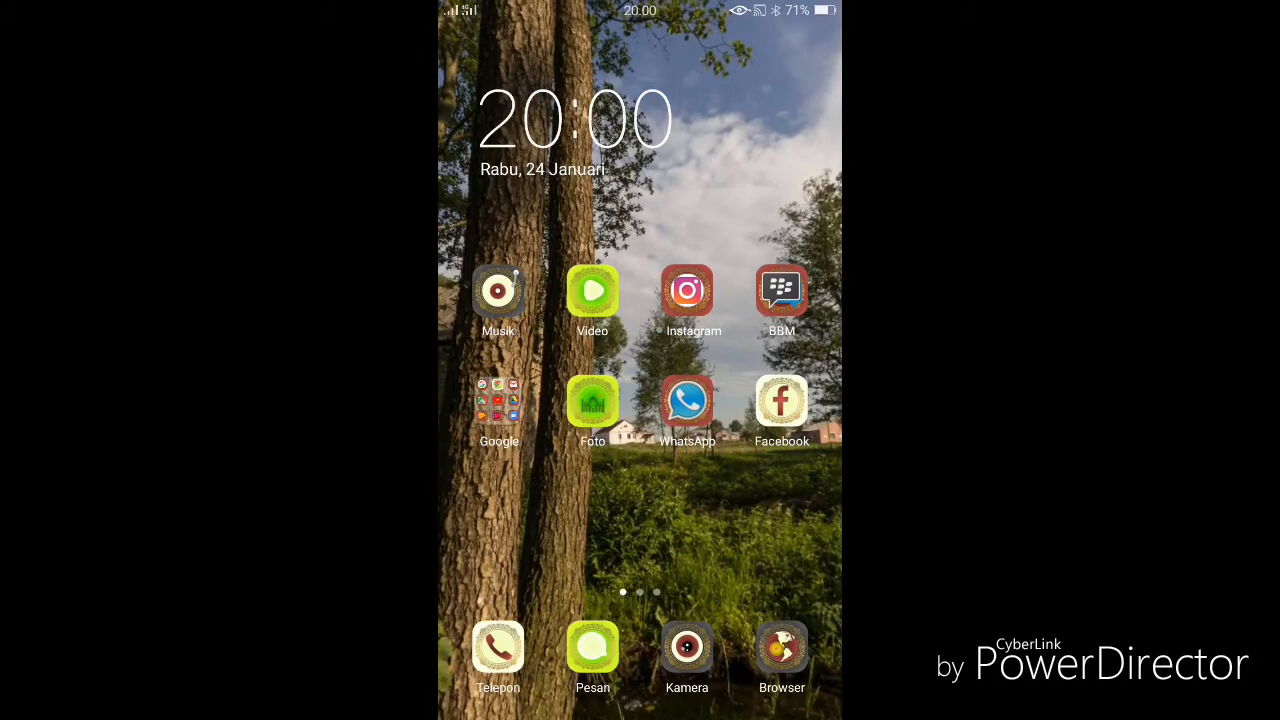 20.00 71%
20:00
Rabu, 24 Januari
Musik Video Instagram BBM
Google Foto WhatsApp Facebook
Telepon Pesan Kamera Browser
CyberLink
by PowerDirector